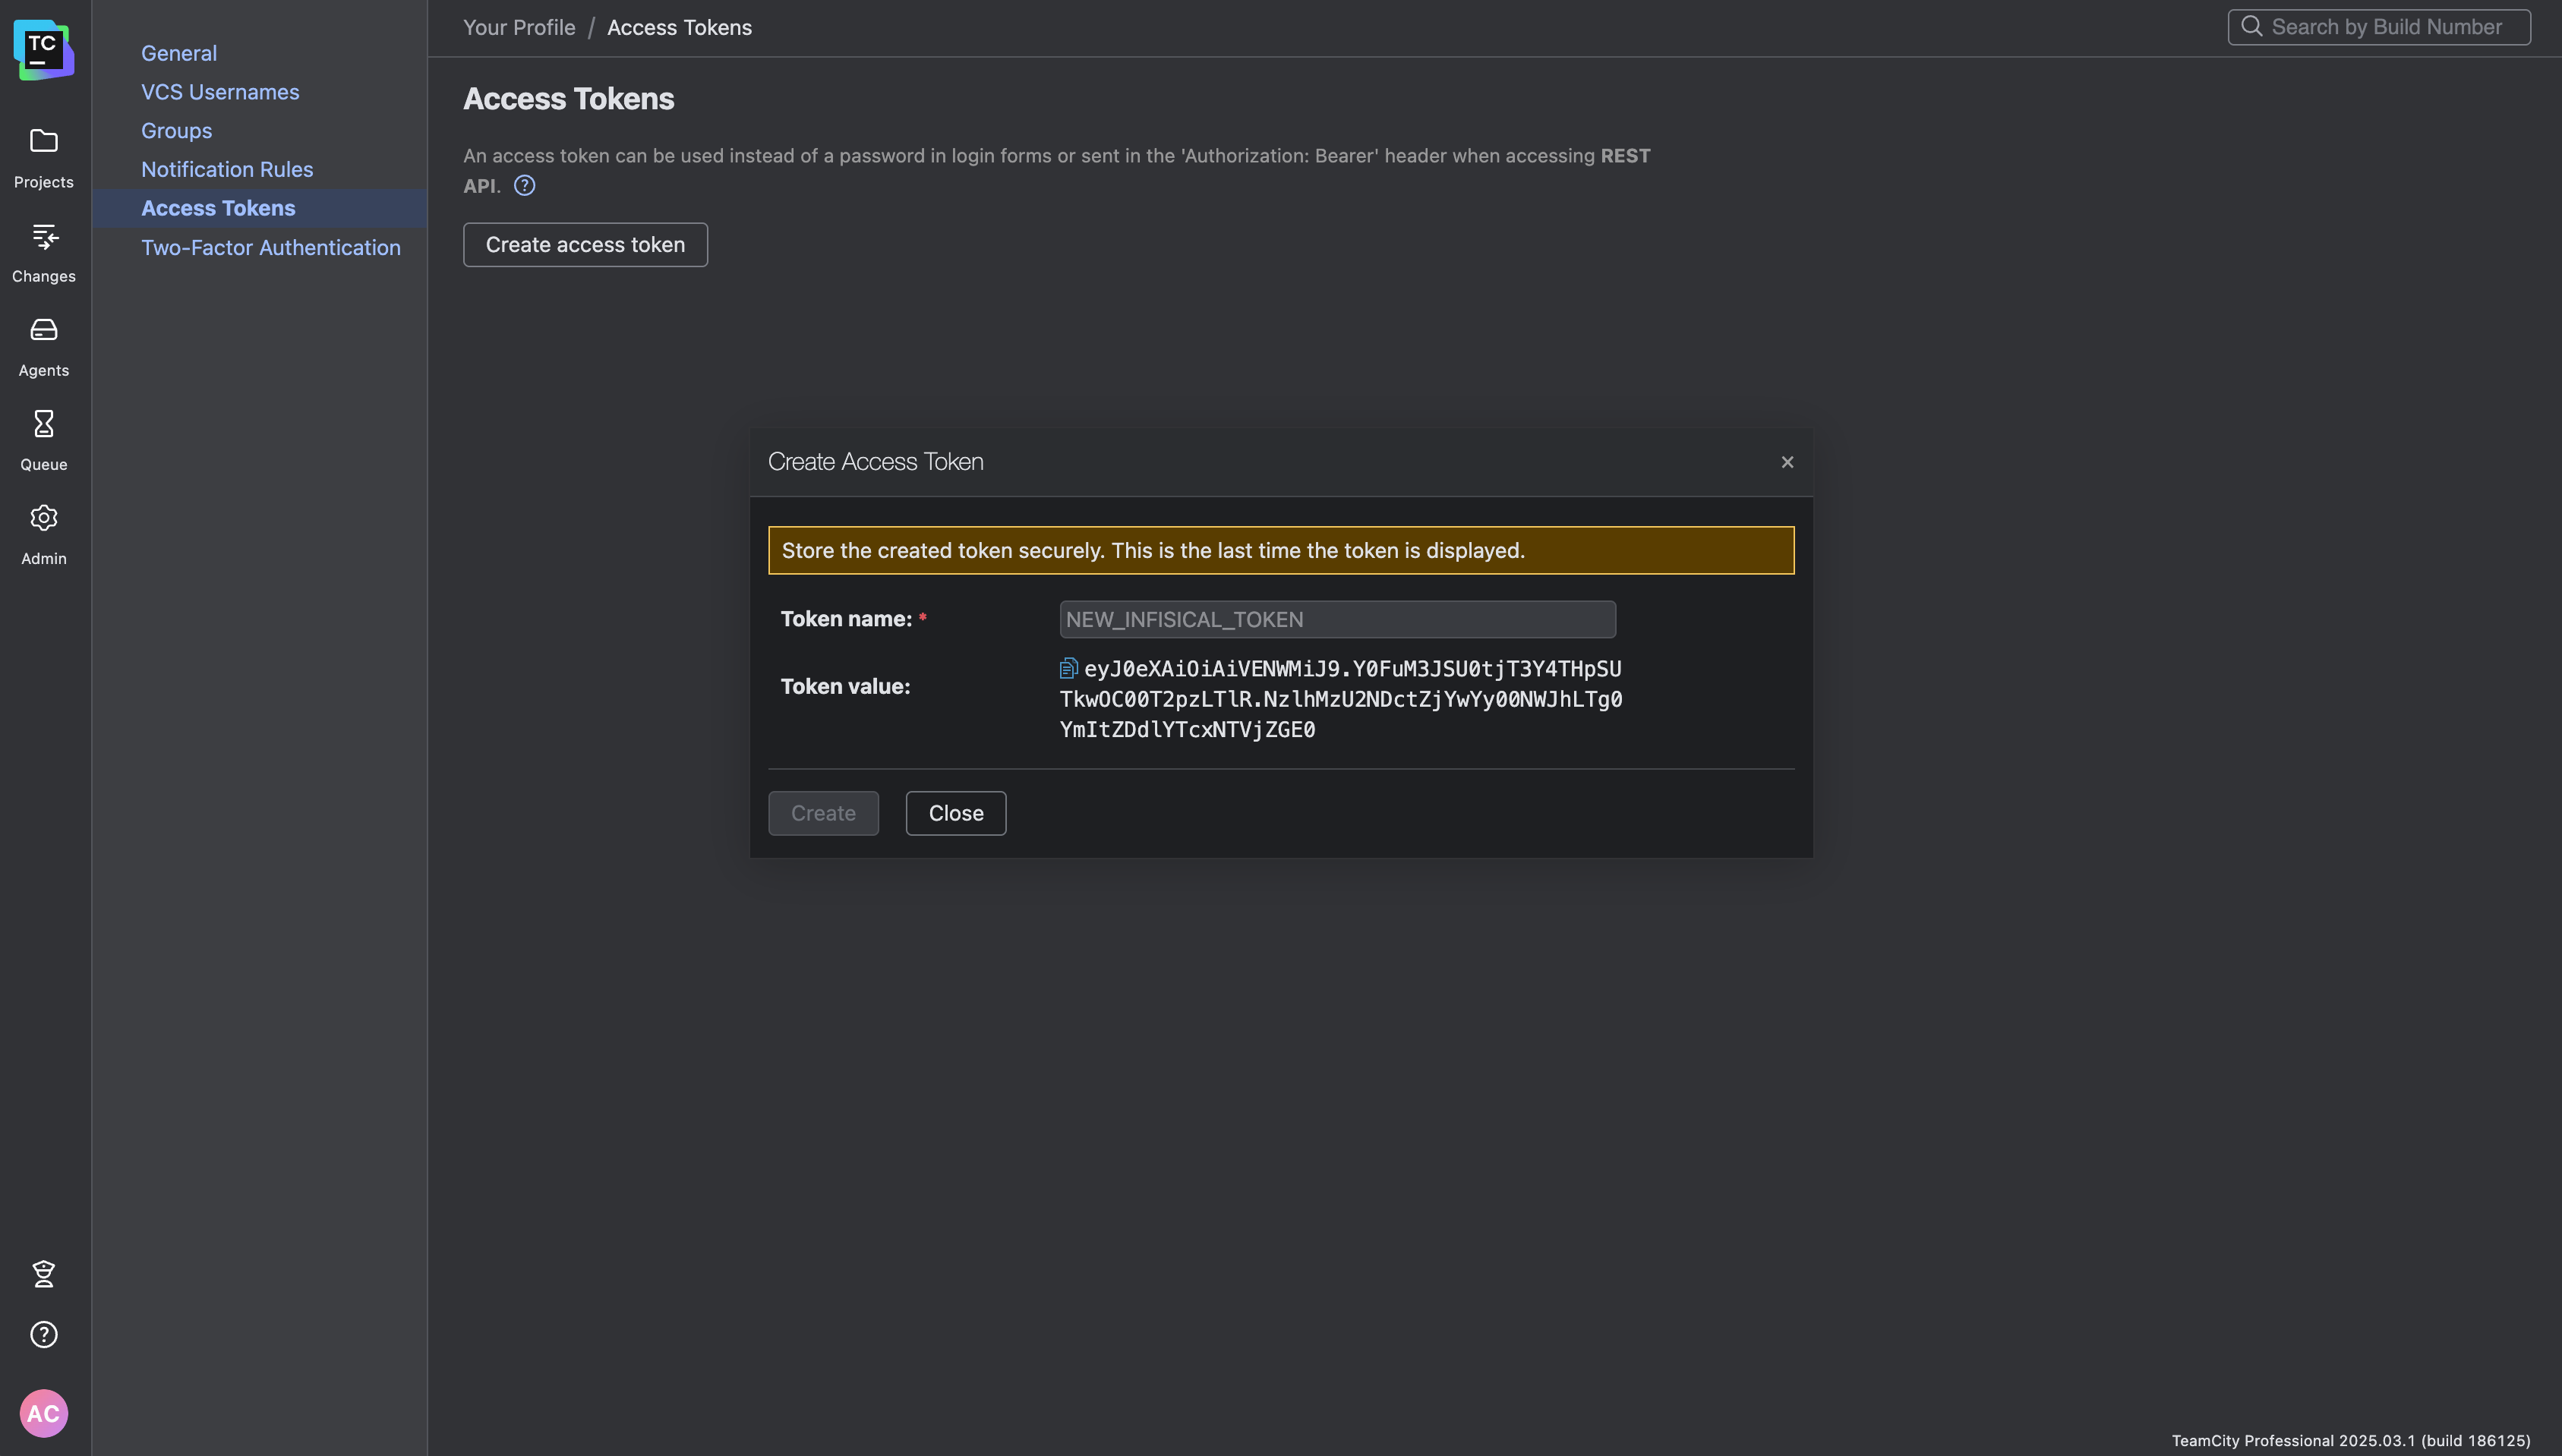 TC
Projects
Changes
Agents
Queue
Admin
AC
General
VCS Usernames
Groups
Notification Rules
Access Tokens
Two-Factor Authentication
Your Profile / Access Tokens
Search by Build Number
Access Tokens
An access token can be used instead of a password in login forms or sent in the 'Authorization: Bearer' header when accessing REST
API. ?
Create access token
Create Access Token
Store the created token securely. This is the last time the token is displayed.
Token name: *
NEW_INFISICAL_TOKEN
Token value:
eyJ0eXAiOiAiVENWMiJ9.Y0FuM3JSU0tjT3Y4THpSU
TkwOC00T2pzLTlR.NzlhMzU2NDctZjYwYy00NWJhLTg0
YmItZDdlYTcxNTVjZGE0
Create
Close
TeamCity Professional 2025.03.1 (build 186125)